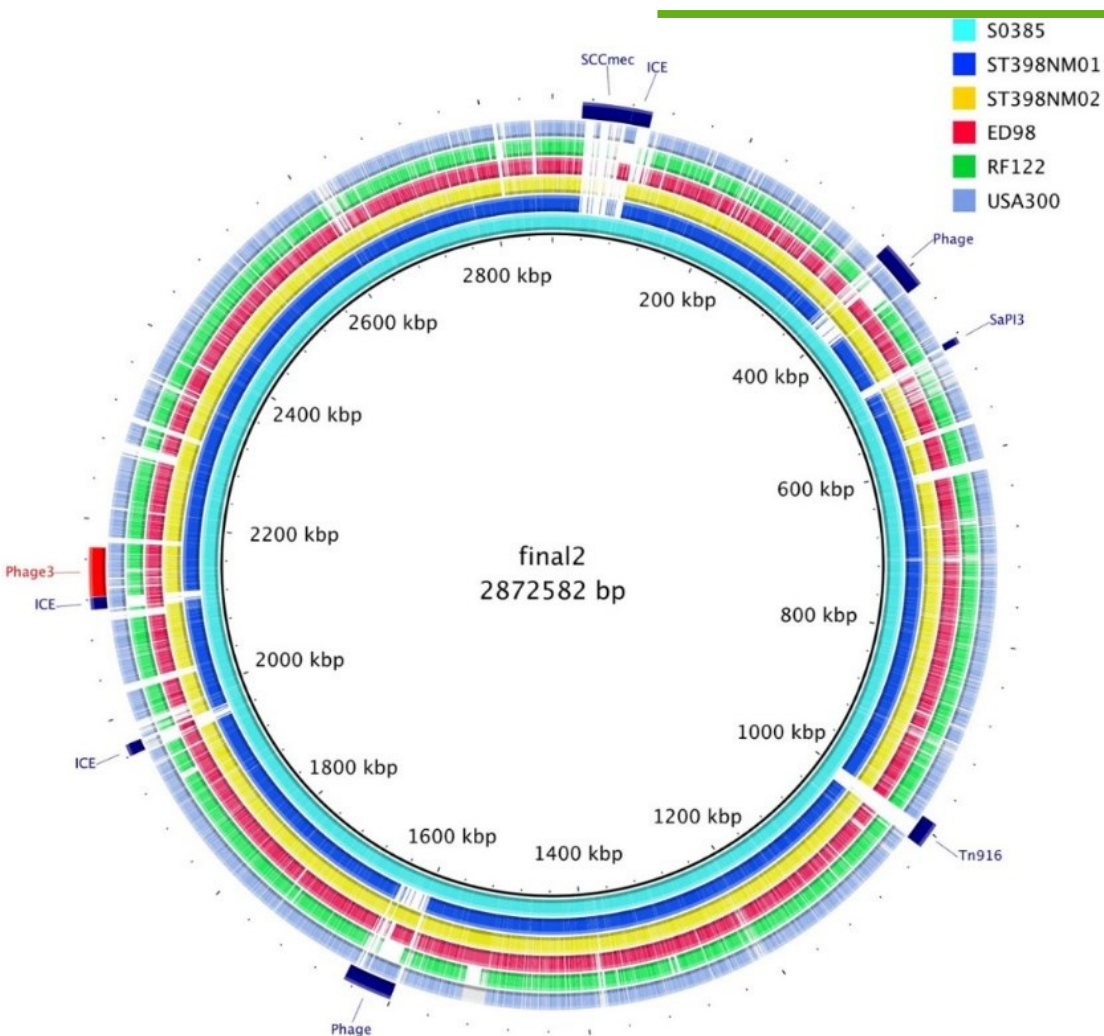 S0385
ST398NM01
ST398NM02
ED98
RF122
USA300
SCCmec
ICE
Phage
SaPI3
2800 kbp
200 kbp
2600 kbp
400 kbp
2400 kbp
600 kbp
2200 kbp
final2
2872582 bp
Phage3
ICE
800 kbp
2000 kbp
1000 kbp
ICE
1800 kbp
1200 kbp
1600 kbp
1400 kbp
Tn916
Phage